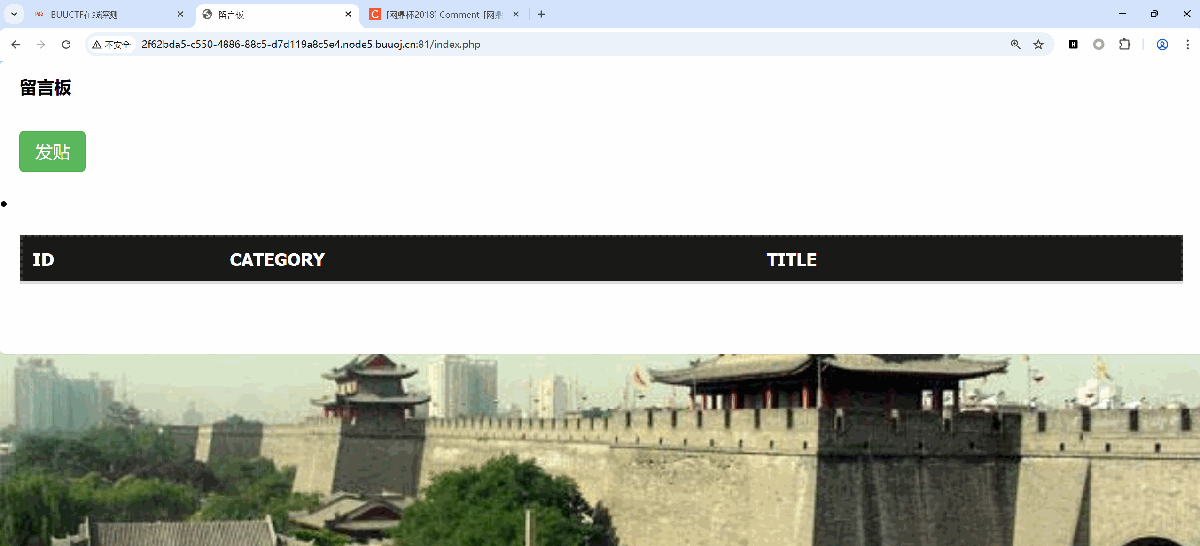 BUUCTF在线评测
留言板
[网鼎杯2018] Comment [网鼎
不安全
2f62bda5-c550-4886-88c5-d7d119a8c5e4.node5.buuoj.cn:81/index.php
留言板
发贴
ID CATEGORY TITLE